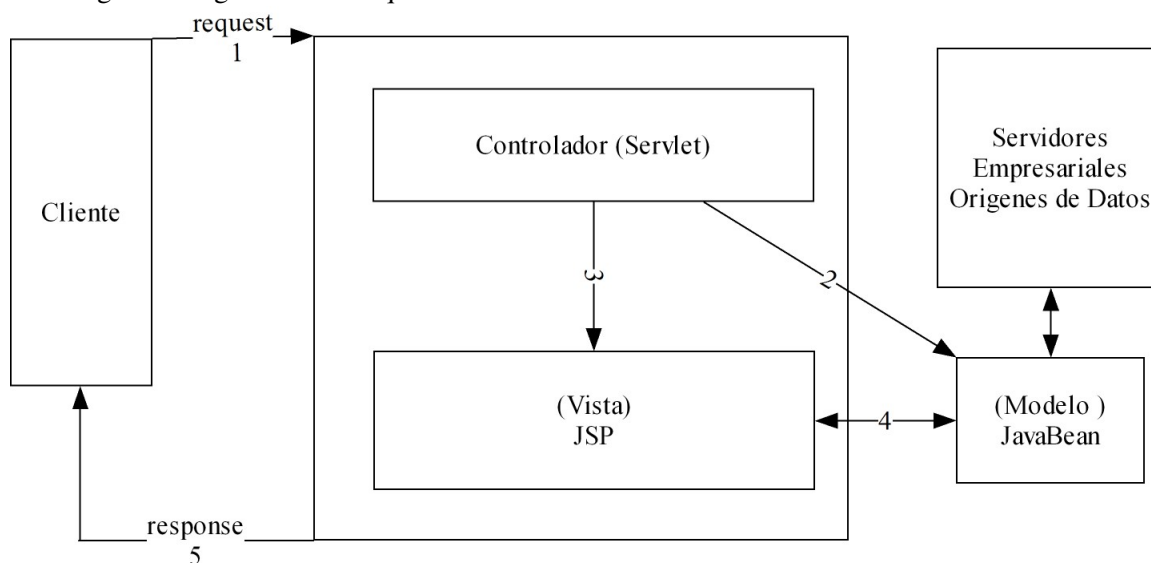 request
1
Cliente
Controlador (Servlet)
Servidores
Empresariales
Origenes de Datos
3
2
(Vista)
JSP
4
(Modelo )
JavaBean
response
5